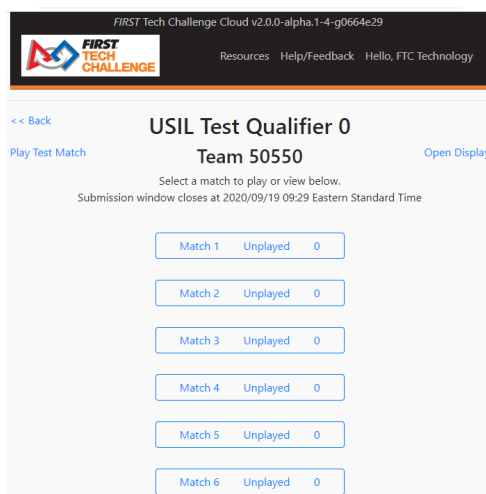 FIRST Tech Challenge Cloud v2.0.0-alpha.1-4-g0664e29
FIRST
TECH
CHALLENGE
Resources Help/Feedback Hello, FTC Technology
<< Back
USIL Test Qualifier 0
Play Test Match
Team 50550
Open Display
Select a match to play or view below.
Submission window closes at 2020/09/19 09:29 Eastern Standard Time
Match 1 Unplayed 0
Match 2 Unplayed 0
Match 3 Unplayed 0
Match 4 Unplayed 0
Match 5 Unplayed 0
Match 6 Unplayed 0